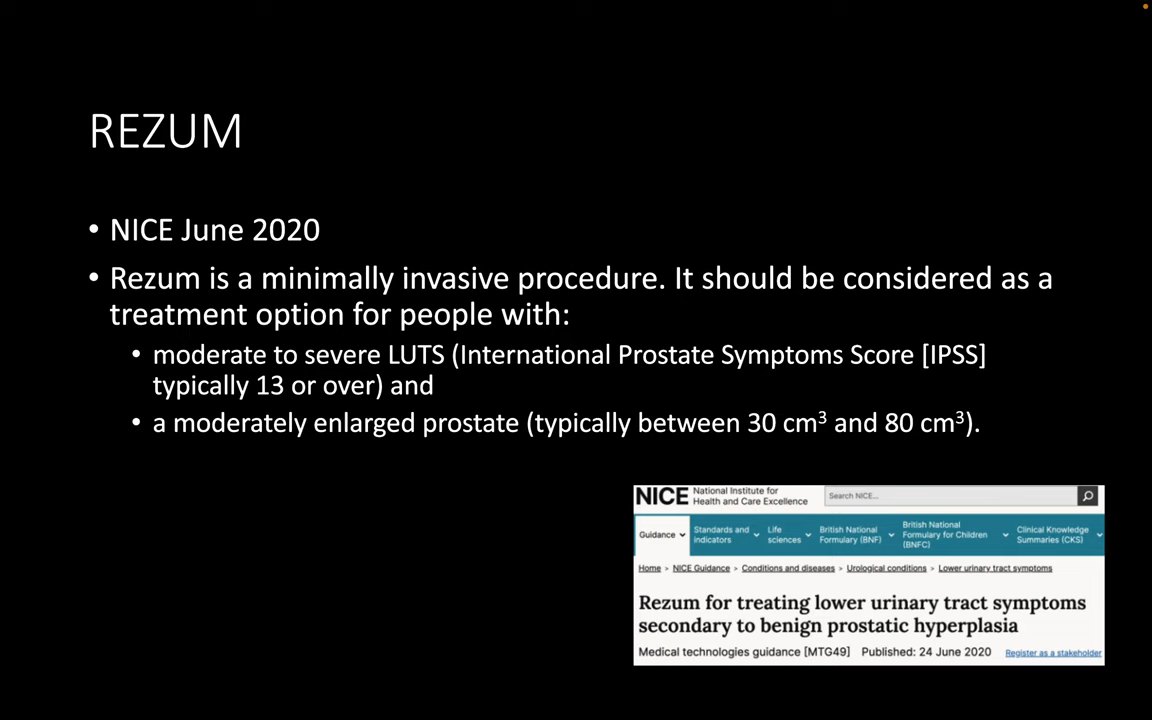 REZUM
• NICE June 2020
• Rezum is a minimally invasive procedure. It should be considered as a
treatment option for people with:
• moderate to severe LUTS (International Prostate Symptoms Score [IPSS]
typically 13 or over) and
• a moderately enlarged prostate (typically between 30 cm³ and 80 cm³).
NICE National Institute for
Health and Care Excellence
Search NICE...
Guidance
Standards and
indicators
Life
sciences
British National
Formulary (BNF)
British National
Formulary for Children
(BNFC)
Clinical Knowledge
Summaries (CKS)
Home > NICE Guidance > Conditions and diseases > Urological conditions > Lower urinary tract symptoms
Rezum for treating lower urinary tract symptoms
secondary to benign prostatic hyperplasia
Medical technologies guidance [MTG49] Published: 24 June 2020 Register as a stakeholder